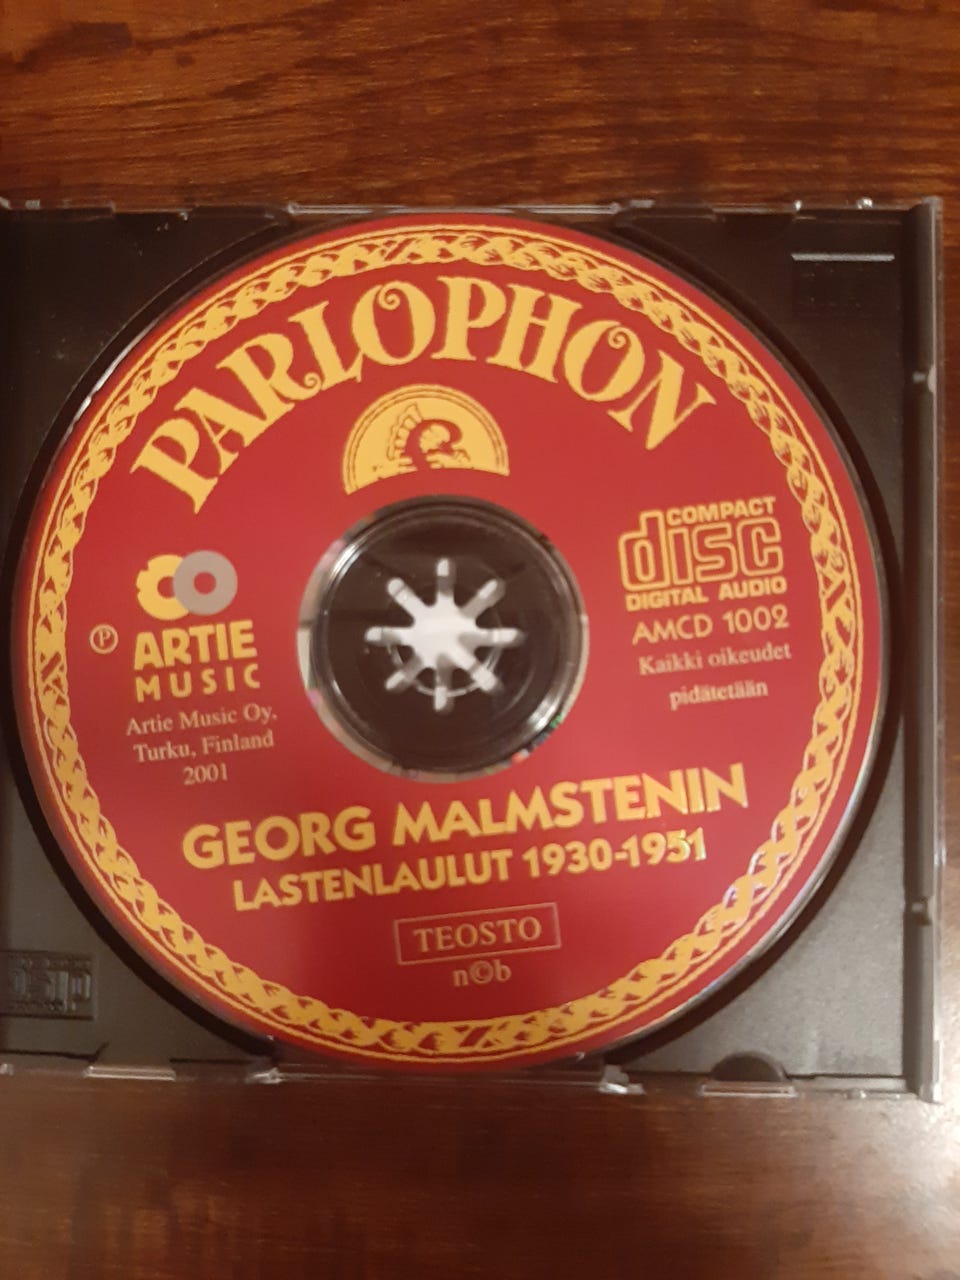 PARLOPHON
COMPACT
disc
DIGITAL AUDIO
AMCD 1002
Kaikki oikeudet
pidätetään
℗
ARTIE
MUSIC
Artie Music Oy,
Turku, Finland
2001
GEORG MALMSTENIN
LASTENLAULUT 1930-1951
TEOSTO
n©b